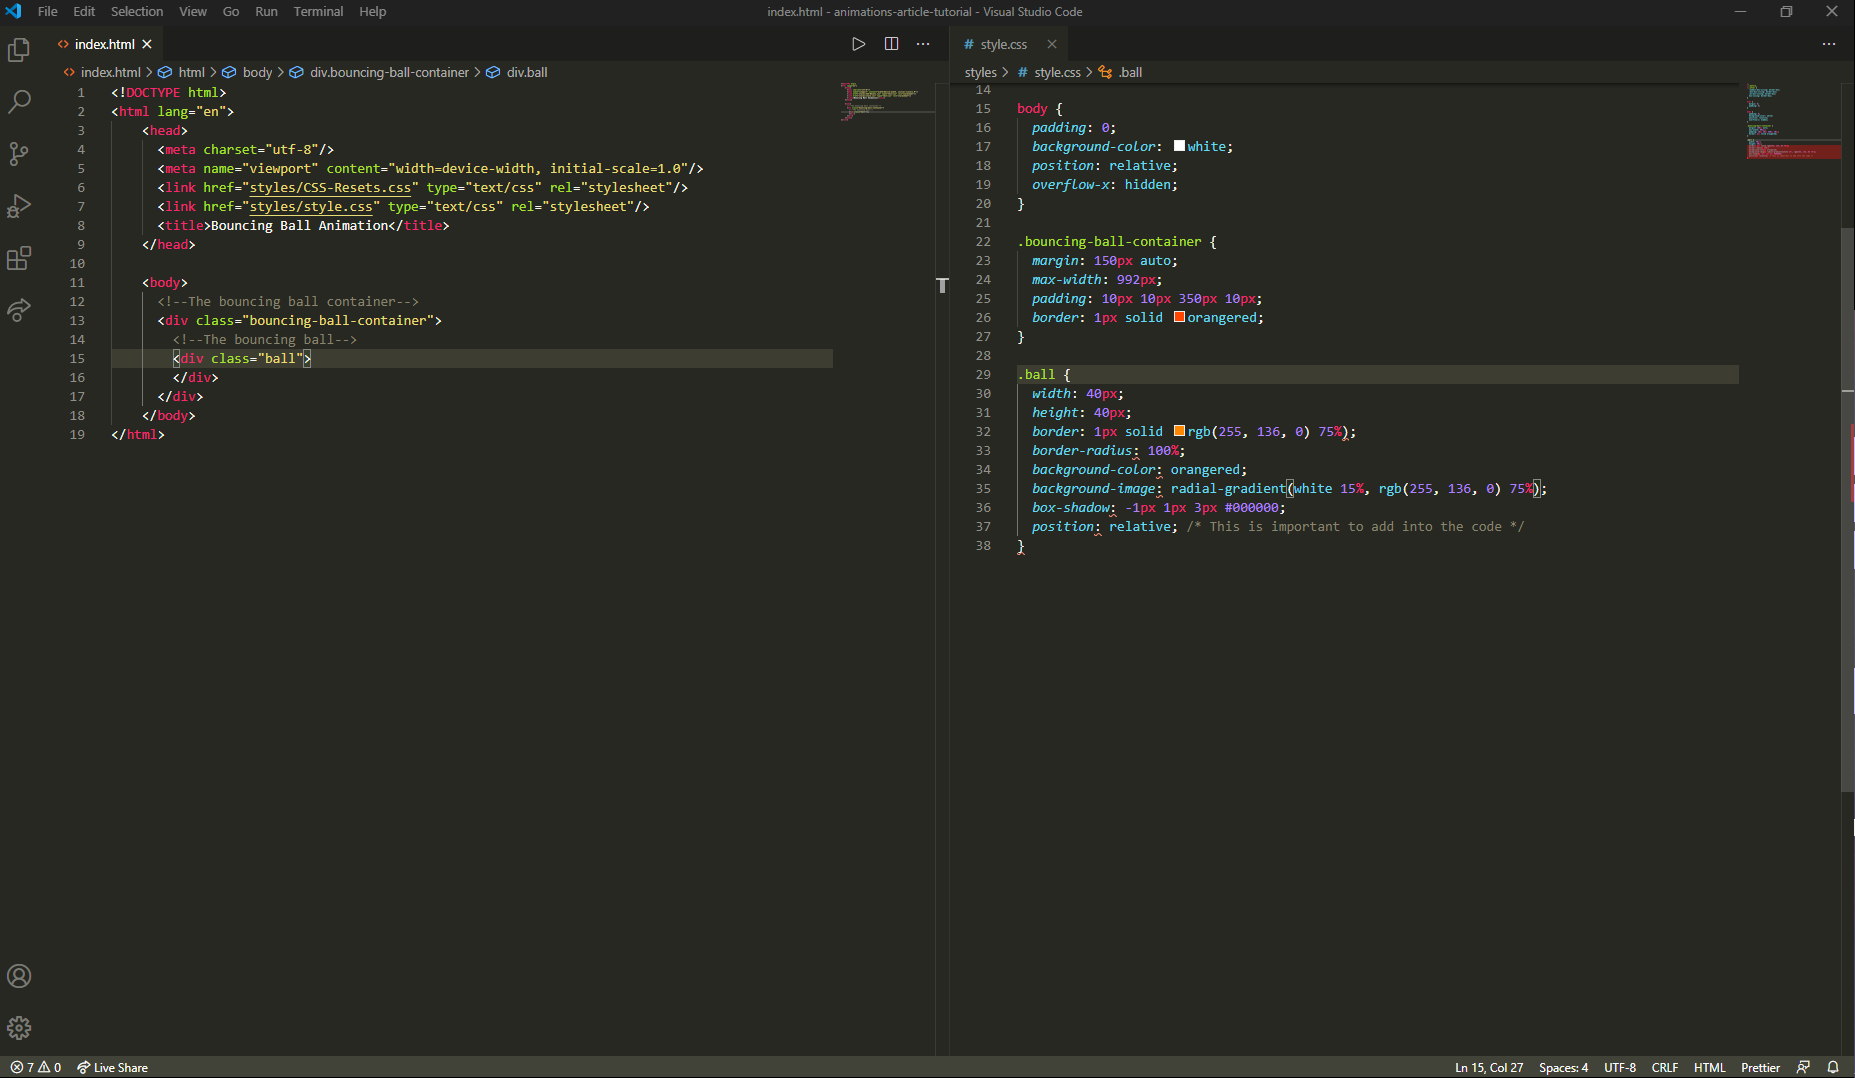 File Edit Selection View Go Run Terminal Help
index.html - animations-article-tutorial - Visual Studio Code
index.html
index.html > html > body > div.bouncing-ball-container > div.ball
1 <!DOCTYPE html>
2 <html lang="en">
3 <head>
4 <meta charset="utf-8"/>
5 <meta name="viewport" content="width=device-width, initial-scale=1.0"/>
6 <link href="styles/CSS-Resets.css" type="text/css" rel="stylesheet"/>
7 <link href="styles/style.css" type="text/css" rel="stylesheet"/>
8 <title>Bouncing Ball Animation</title>
9 </head>
10
11 <body>
12 <!--The bouncing ball container-->
13 <div class="bouncing-ball-container">
14 <!--The bouncing ball-->
15 <div class="ball">
16 </div>
17 </div>
18 </body>
19 </html>
# style.css
styles > # style.css > .ball
14
15 body {
16 padding: 0;
17 background-color: white;
18 position: relative;
19 overflow-x: hidden;
20 }
21
22 .bouncing-ball-container {
23 margin: 150px auto;
24 max-width: 992px;
25 padding: 10px 10px 350px 10px;
26 border: 1px solid orangered;
27 }
28
29 .ball {
30 width: 40px;
31 height: 40px;
32 border: 1px solid rgb(255, 136, 0) 75%);
33 border-radius: 100%;
34 background-color: orangered;
35 background-image: radial-gradient(white 15%, rgb(255, 136, 0) 75%);
36 box-shadow: -1px 1px 3px #000000;
37 position: relative; /* This is important to add into the code */
38 }
7 0 Live Share
Ln 15, Col 27 Spaces: 4 UTF-8 CRLF HTML Prettier